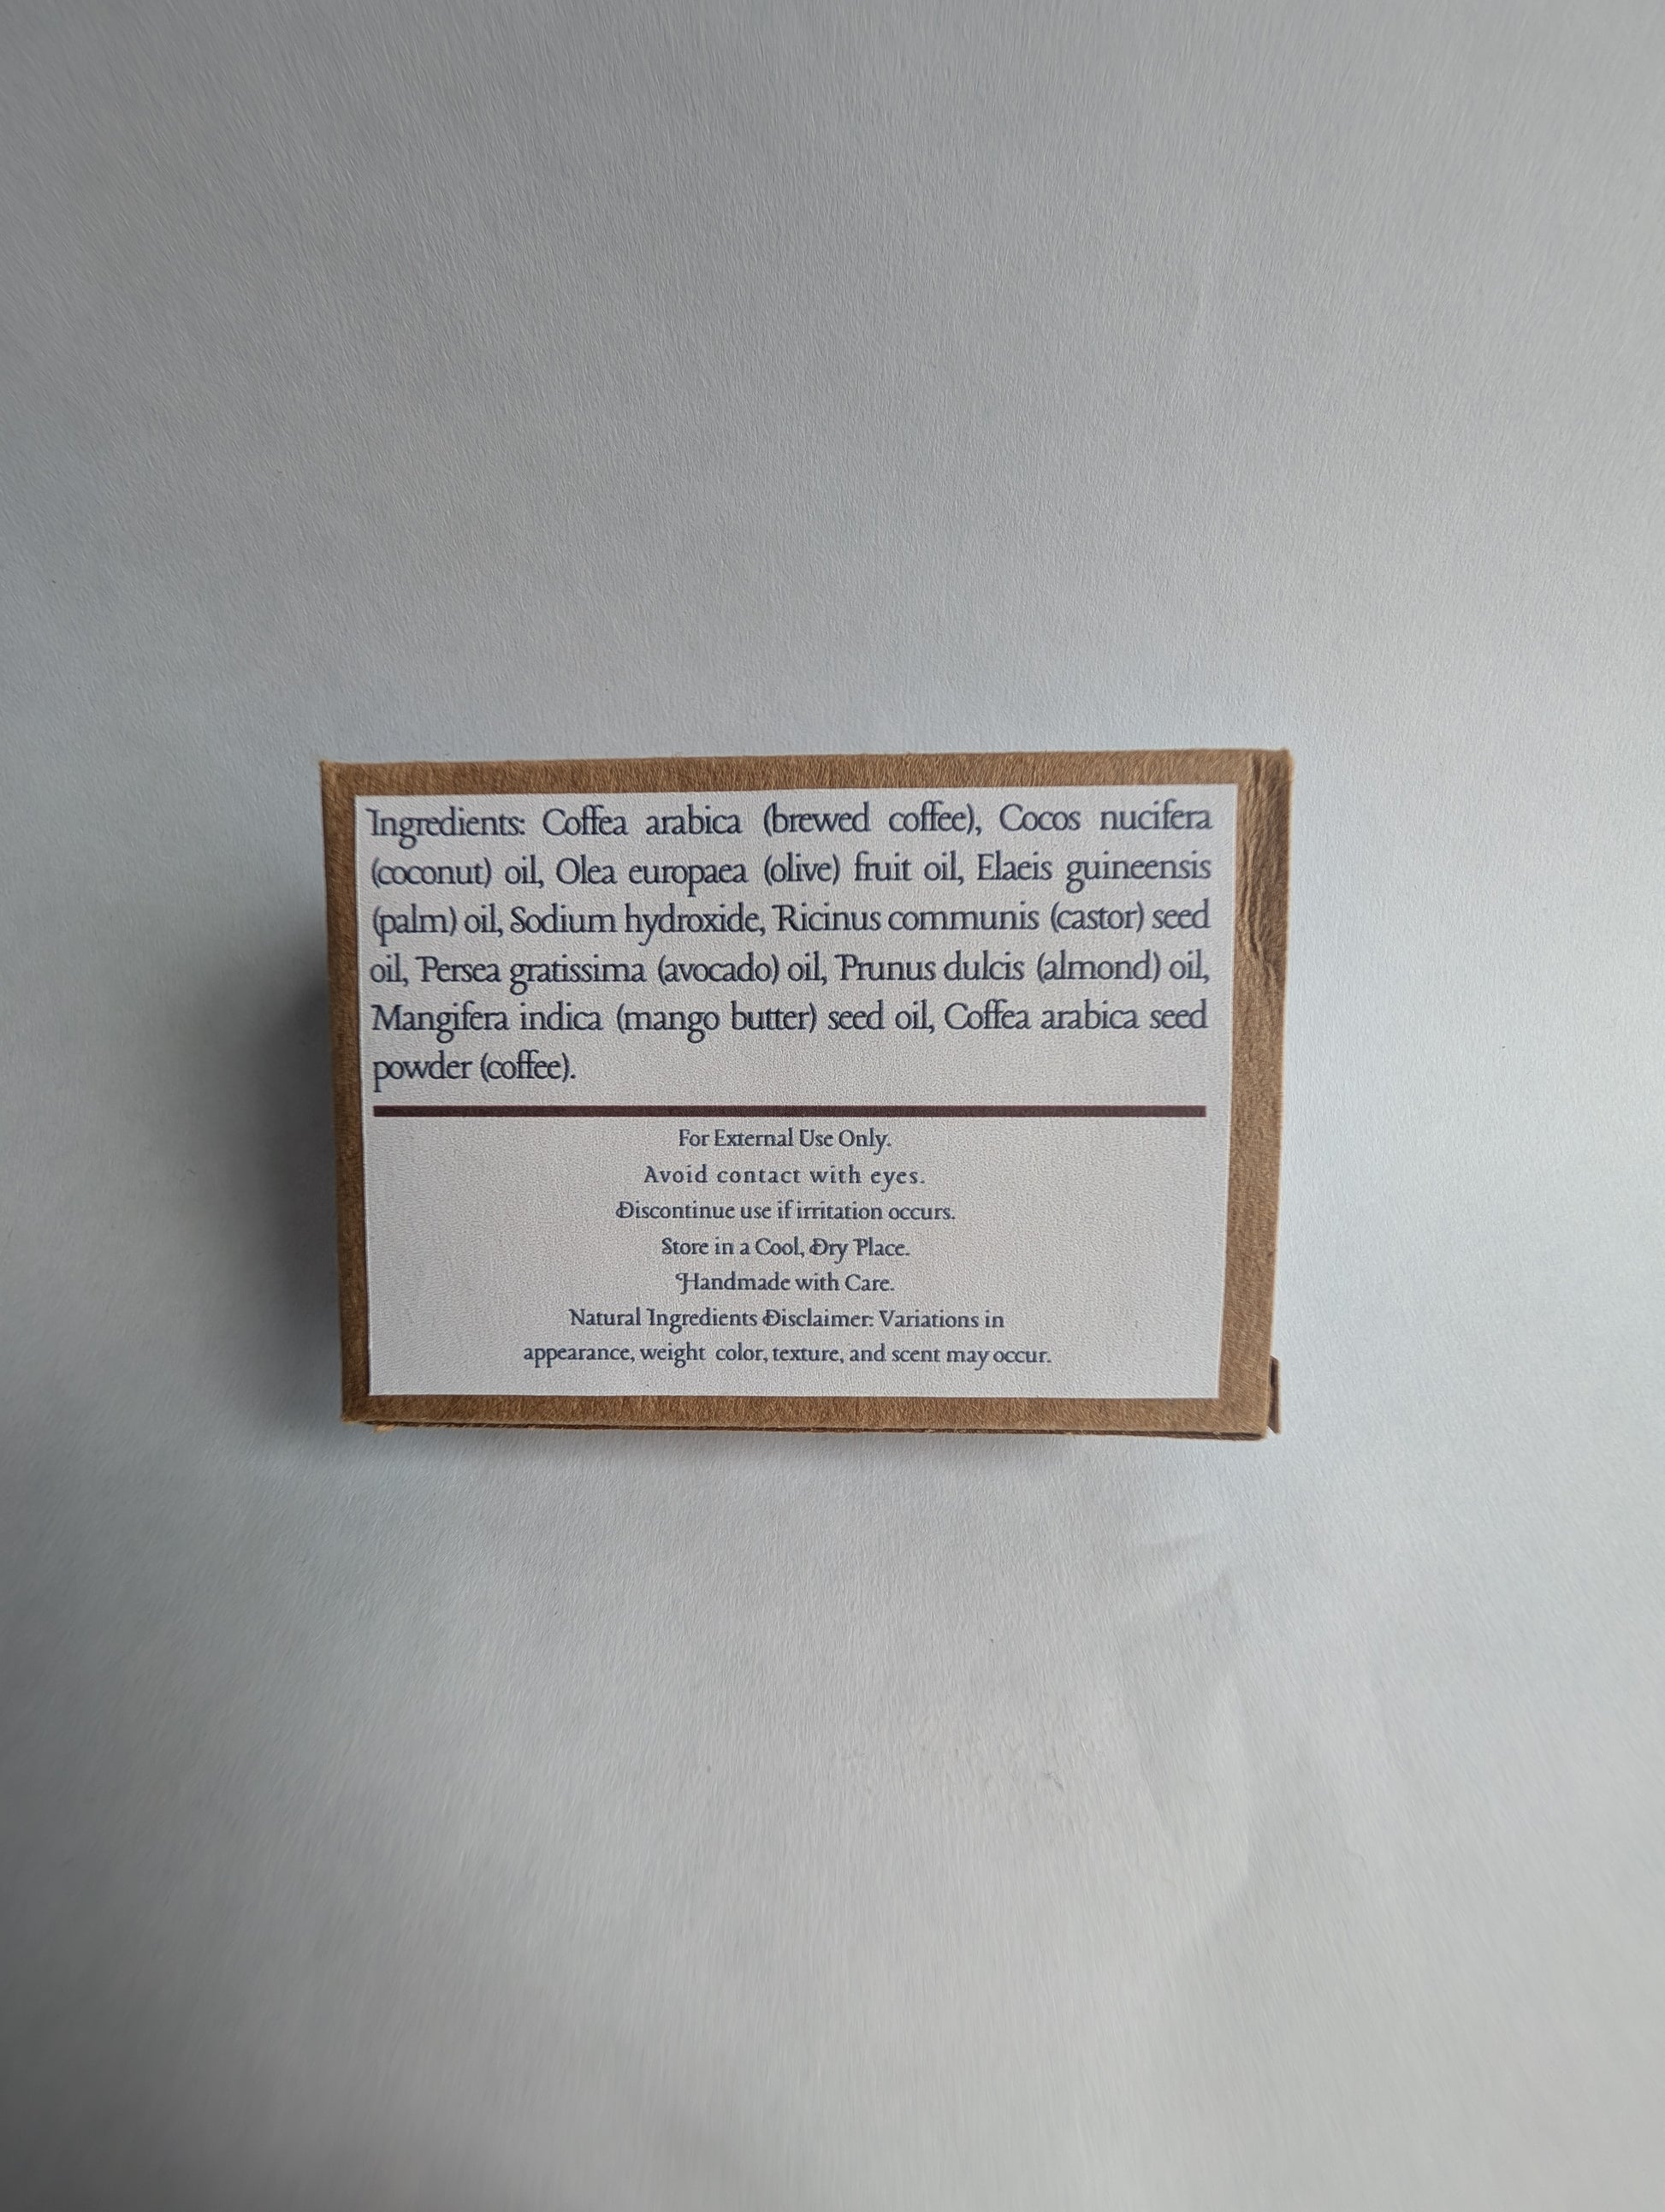 Ingredients: Coffea arabica (brewed coffee), Cocos nucifera
(coconut) oil, Olea europaea (olive) fruit oil, Elaeis guineensis
(palm) oil, Sodium hydroxide, Ricinus communis (castor) seed
oil, Persea gratissima (avocado) oil, Prunus dulcis (almond) oil,
Mangifera indica (mango butter) seed oil, Coffea arabica seed
powder (coffee).
For External Use Only.
Avoid contact with eyes.
Discontinue use if irritation occurs.
Store in a Cool, Dry Place.
Handmade with Care.
Natural Ingredients Disclaimer: Variations in
appearance, weight color, texture, and scent may occur.